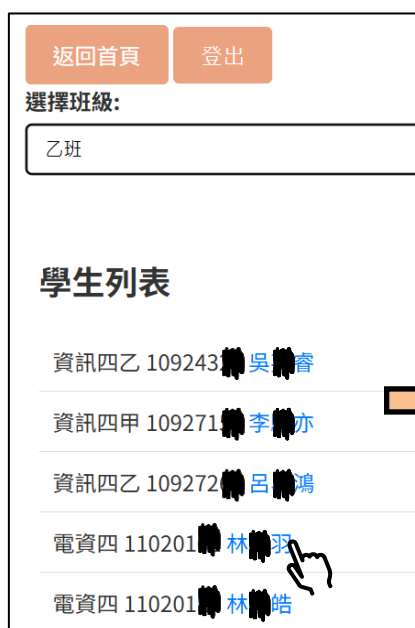 返回首頁 登出
選擇班級:
乙班
學生列表
資訊四乙 109243 吳 睿
資訊四甲 109271 李 亦
資訊四乙 109272 呂 鴻
電資四 110201 林 羽
電資四 110201 林 皓